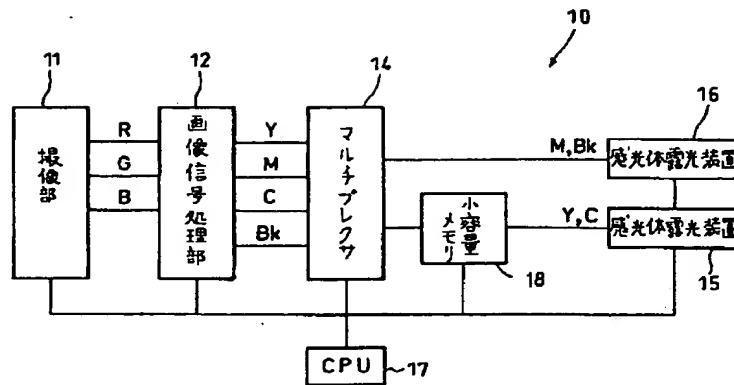 10
11
12
14
16
撮像部
R
G
B
画像信号処理部
Y
M
C
Bk
マルチプレクサ
M,Bk
感光体露光装置
小容量メモリ
18
Y,C
感光体露光装置
15
CPU
17